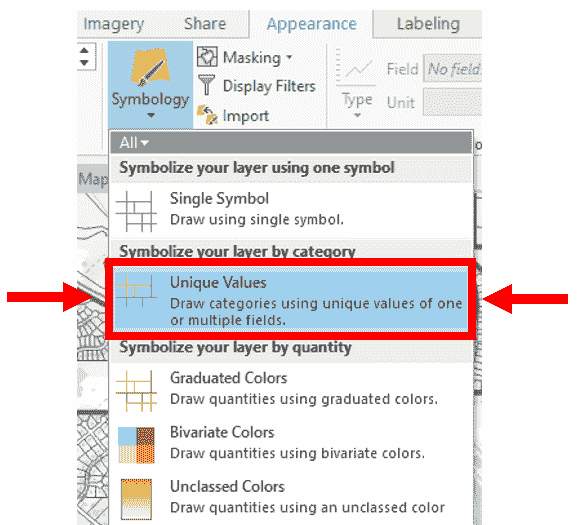 Imagery Share Appearance Labeling
Masking
Field No field:
Display Filters
Symbology
Type Unit
Import
All
Map
Symbolize your layer using one symbol
Single Symbol
Draw using single symbol.
Symbolize your layer by category
Unique Values
Draw categories using unique values of one
or multiple fields.
Symbolize your layer by quantity
Graduated Colors
Draw quantities using graduated colors.
Bivariate Colors
Draw quantities using bivariate colors.
Unclassed Colors
Draw quantities using an unclassed color